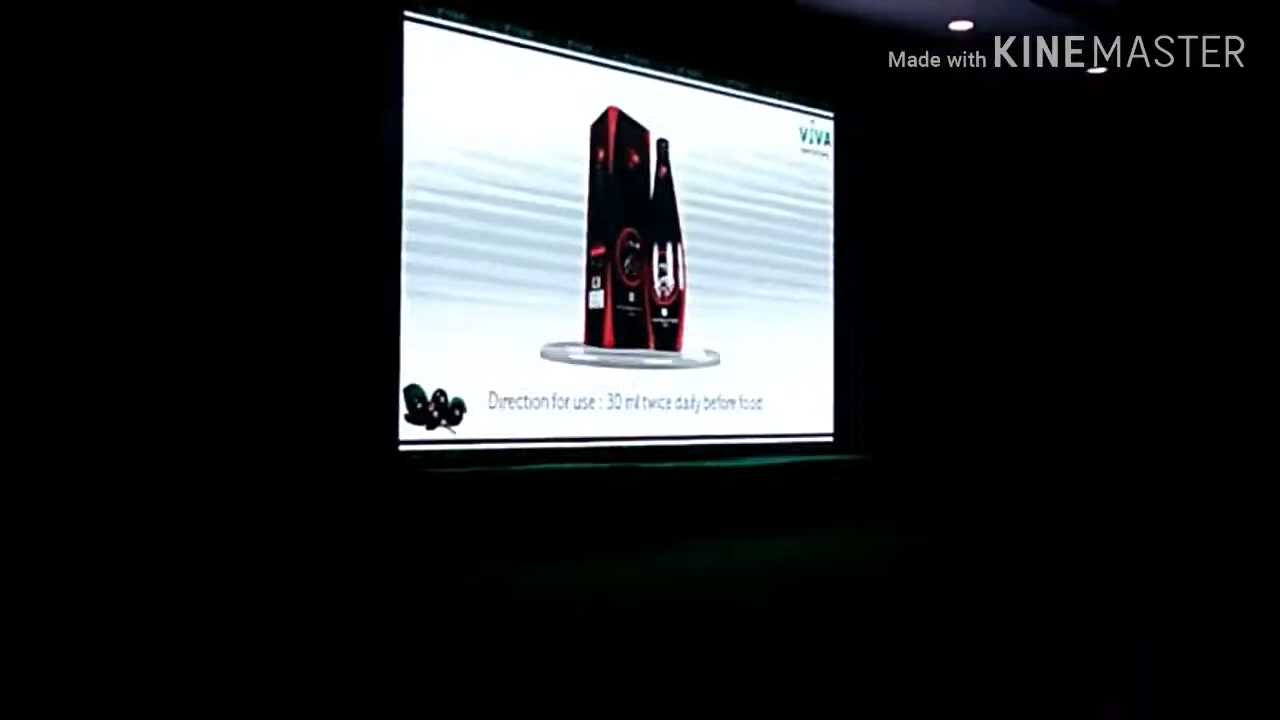 Made with KINEMASTER
VIVA
Direction for use : 30 ml twice daily before food